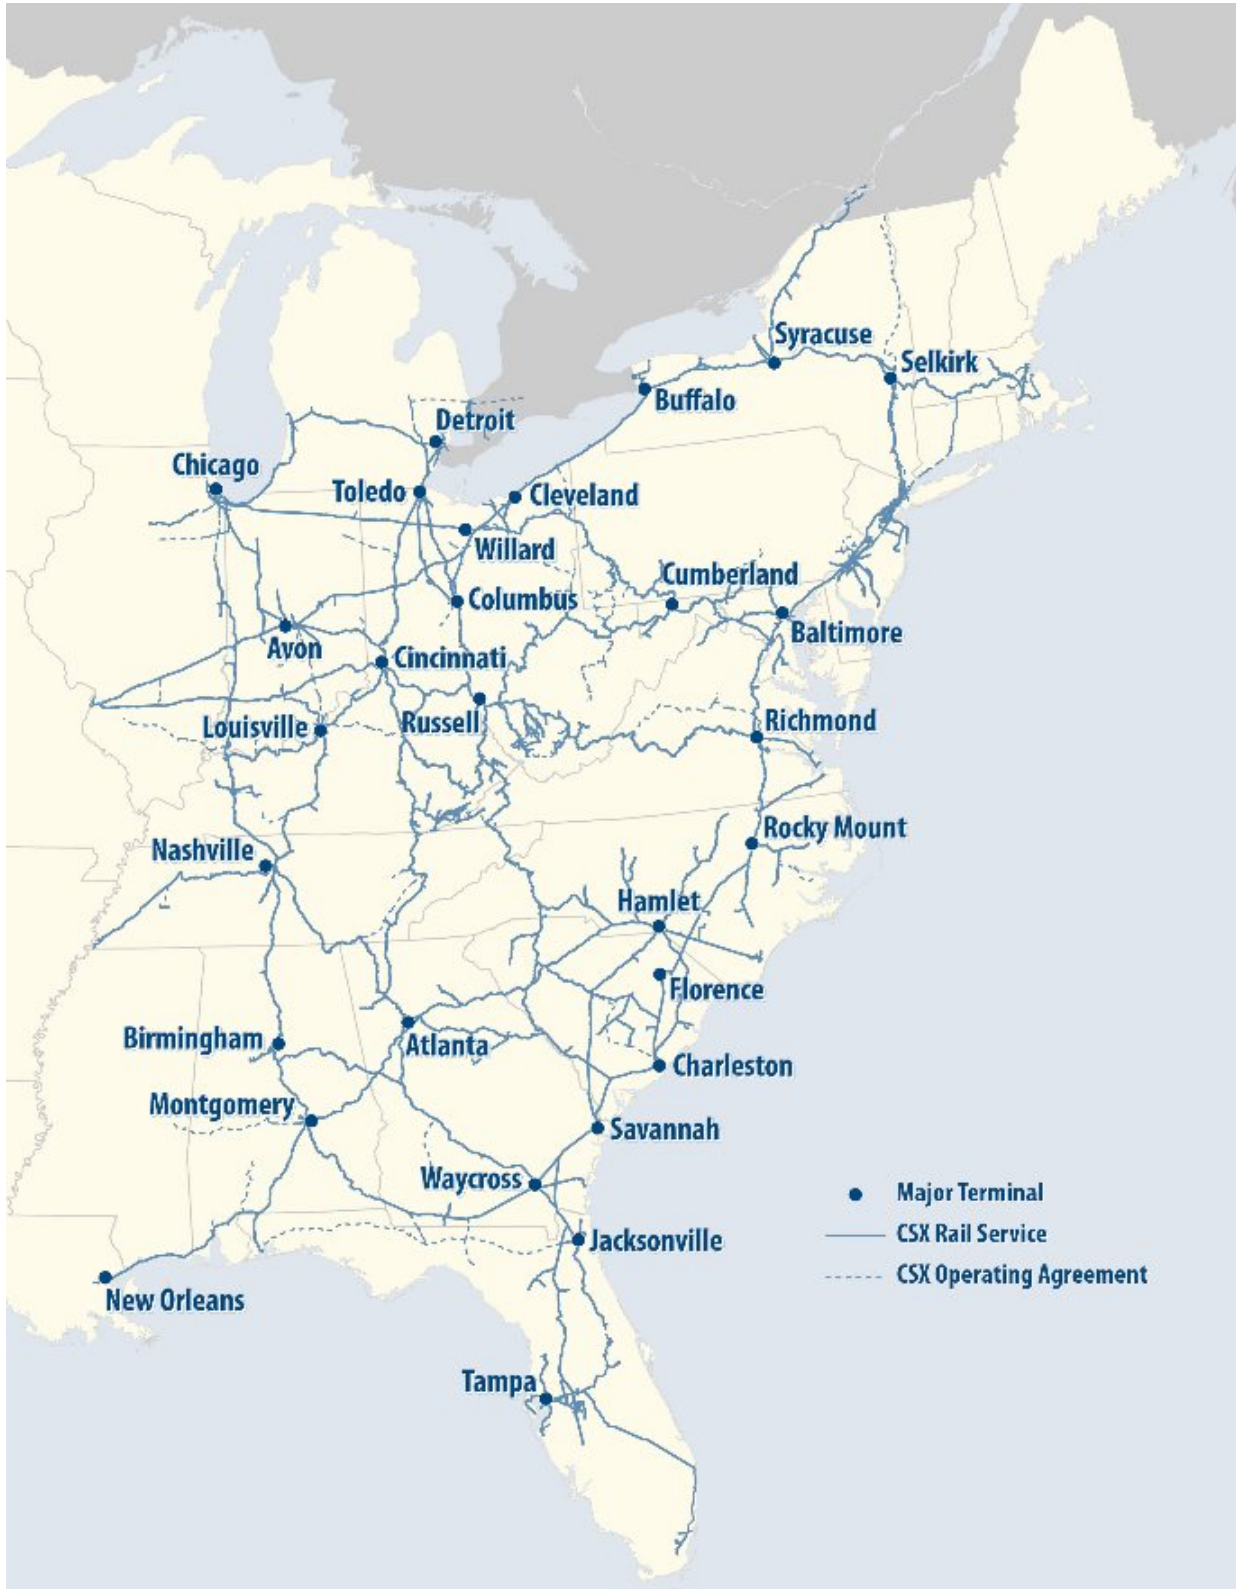 Syracuse
Selkirk
Buffalo
Detroit
Chicago
Toledo
Cleveland
Willard
Cumberland
Columbus
Baltimore
Avon
Cincinnati
Louisville
Russell
Richmond
Rocky Mount
Nashville
Hamlet
Florence
Birmingham
Atlanta
Charleston
Montgomery
Savannah
Waycross
Major Terminal
CSX Rail Service
Jacksonville
CSX Operating Agreement
New Orleans
Tampa